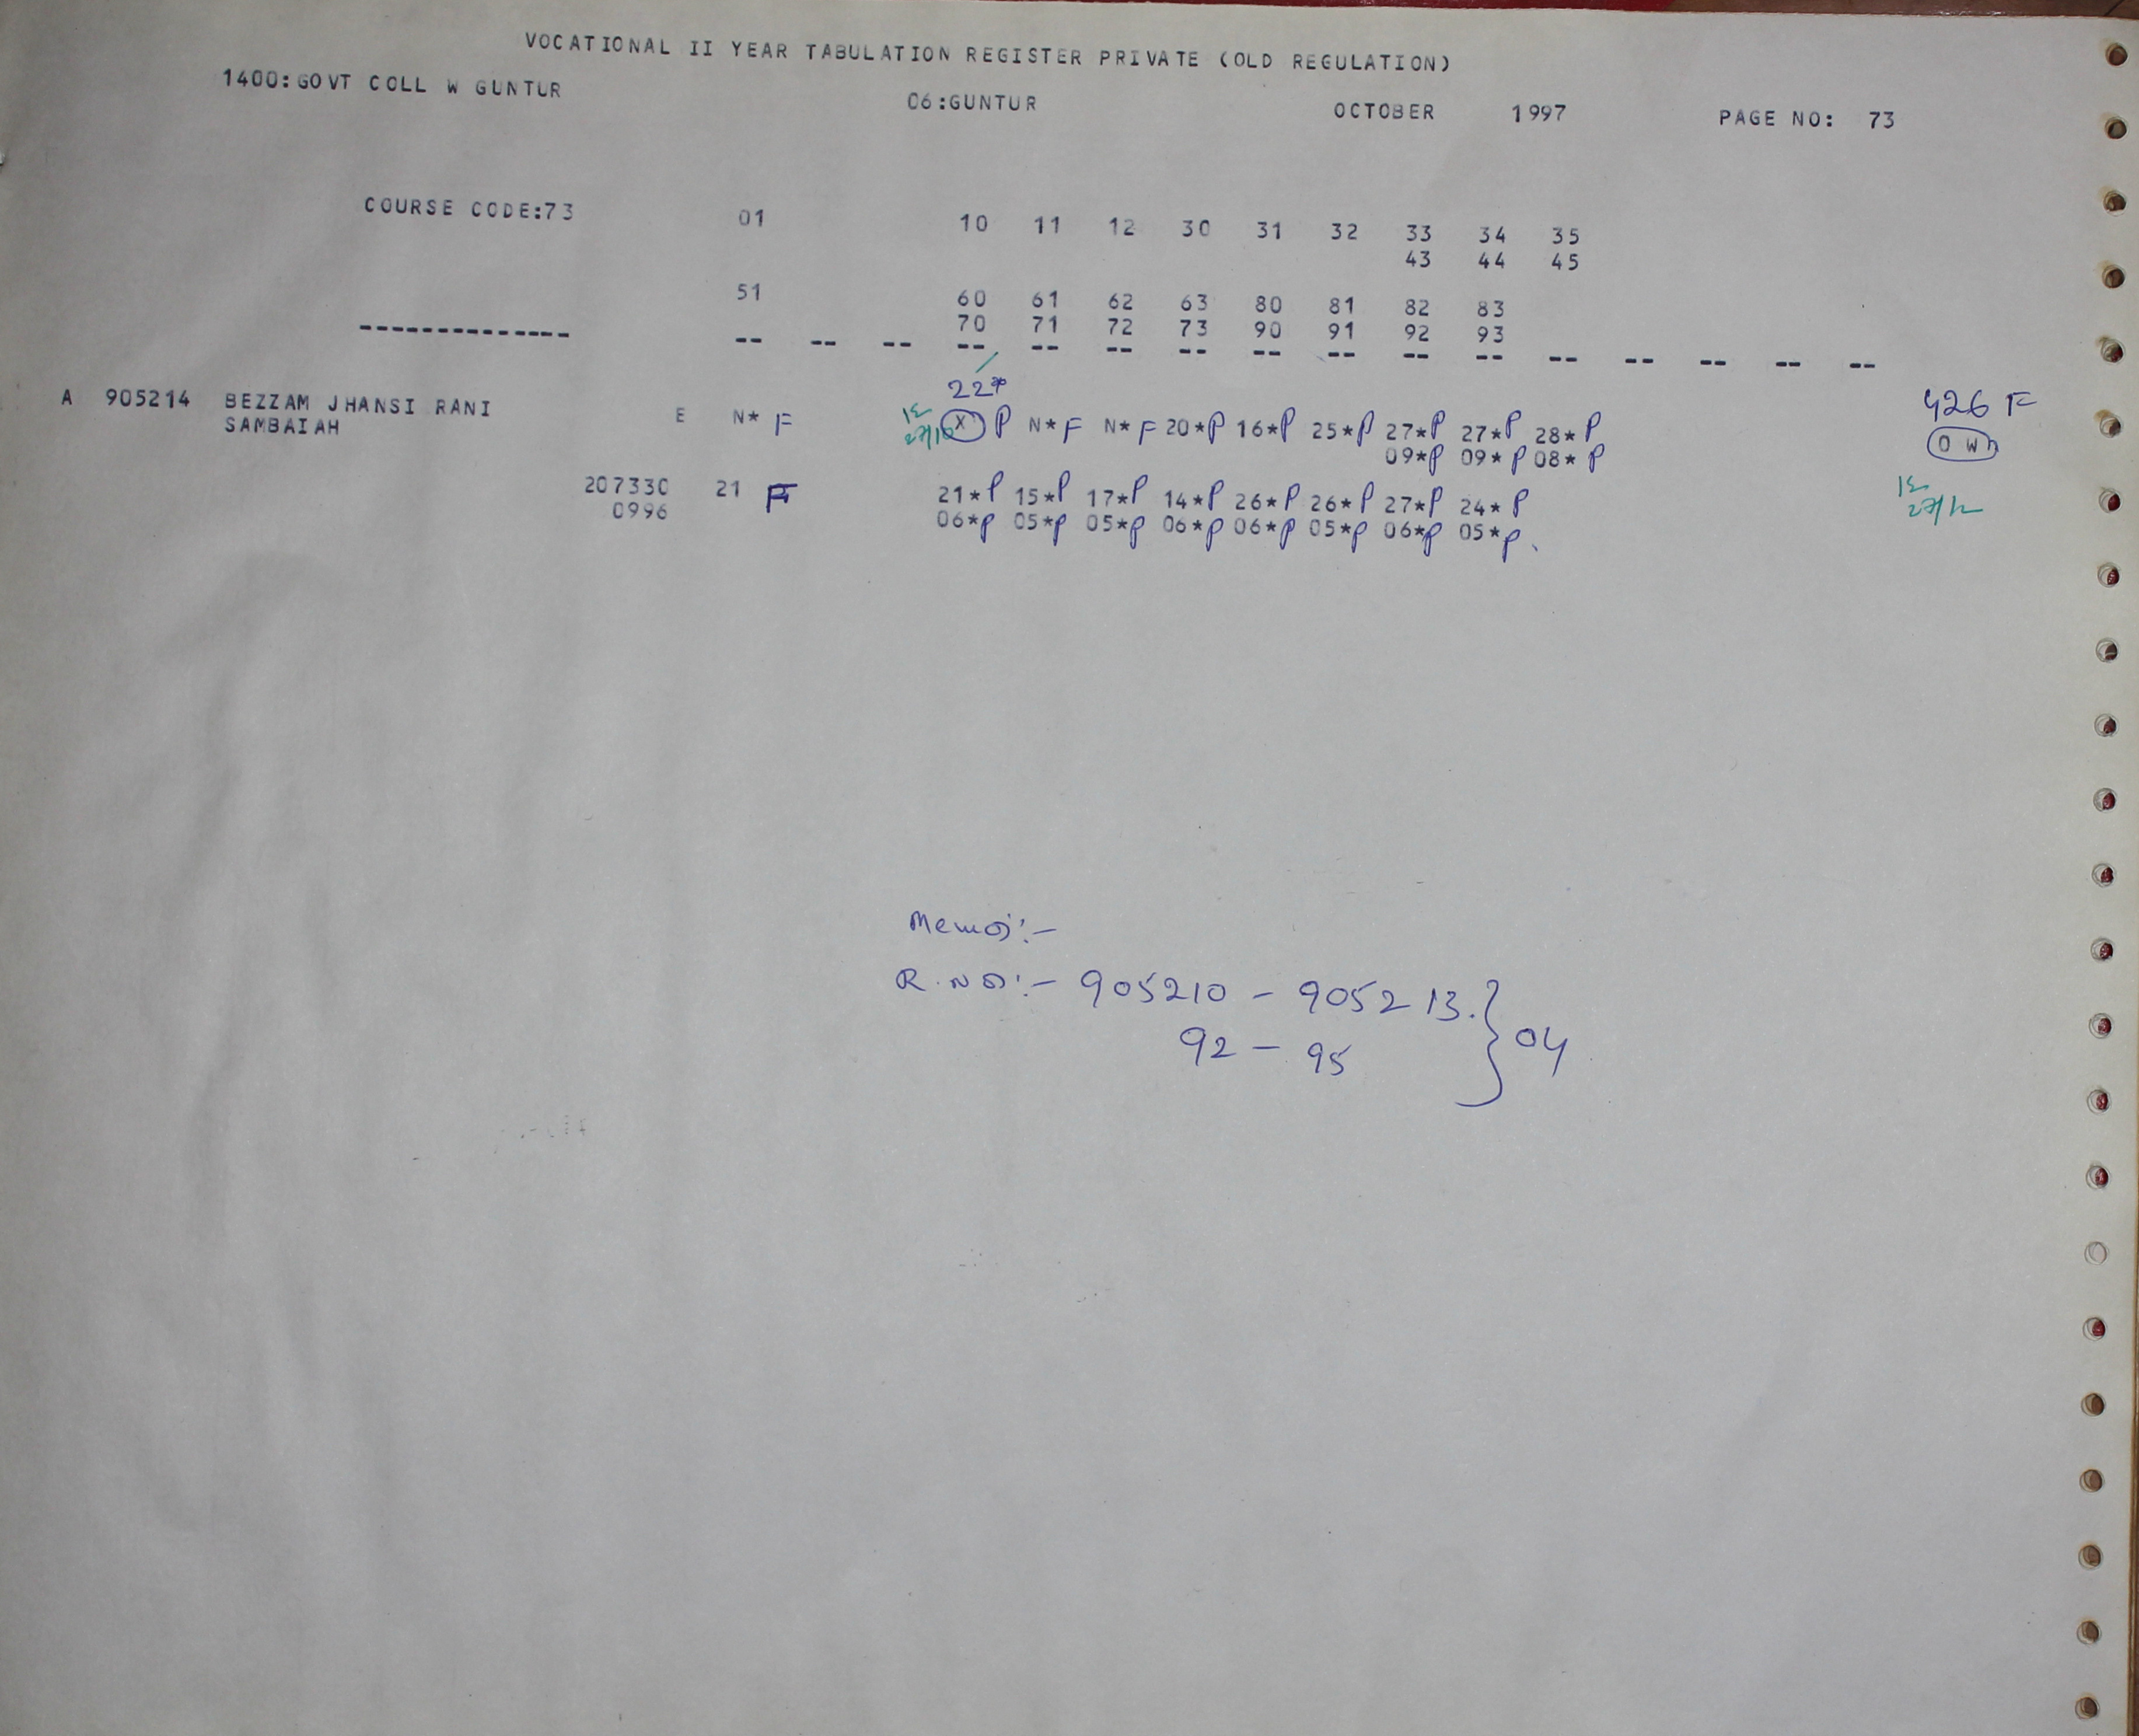 VOCATIONAL II YEAR TABULATION REGISTER PRIVATE (OLD REGULATION)
1400:GOVT COLL W GUNTUR 06:GUNTUR OCTOBER 1997 PAGE NO: 73
COURSE CODE:73 01 10 11 12 30 31 32 33 34 35
43 44 45
51 60 61 62 63 80 81 82 83
70 71 72 73 90 91 92 93
-------------- -- -- -- -- -- -- -- -- -- -- -- -- -- -- -- --
22*
A 905214 BEZZAM JHANSI RANI E N* F X P N* F N* F 20*P 16*P 25*P 27*P 27*P 28*P 426 F
SAMBAIAH 09*P 09*P 08*P O W
207330 21 F 21*P 15*P 17*P 14*P 26*P 26*P 27*P 24*P
0996 06*P 05*P 05*P 06*P 06*P 05*P 06*P 05*P
Memo:-
R.No:- 905210 - 905213. } 04
92 - 95